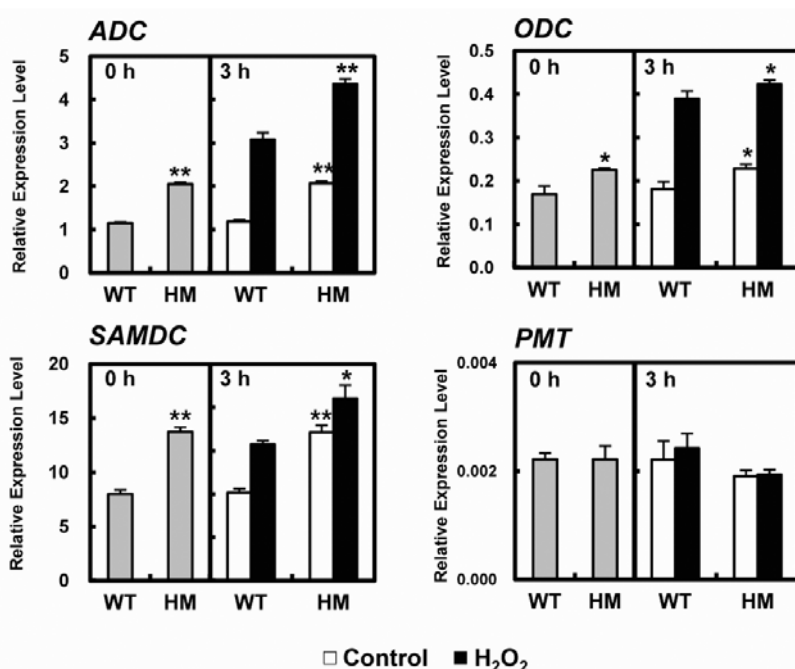 ADC
Relative Expression Level
5
4
3
2
1
0
0 h
3 h
**
**
**
WT HM WT HM
ODC
Relative Expression Level
0.5
0.4
0.3
0.2
0.1
0.0
0 h
3 h
*
*
*
WT HM WT HM
SAMDC
Relative Expression Level
20
15
10
5
0
0 h
3 h
**
**
*
WT HM WT HM
PMT
Relative Expression Level
0.004
0.002
0.000
0 h
3 h
WT HM WT HM
Control H₂O₂